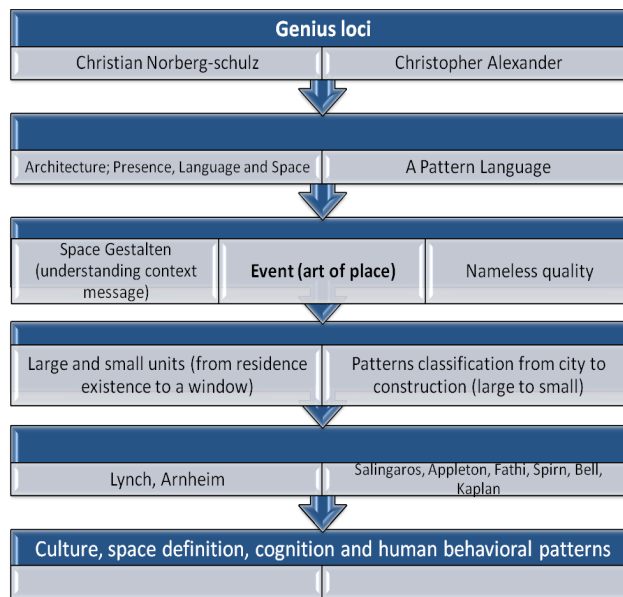 Genius loci
Christian Norberg-schulz
Christopher Alexander
Architecture; Presence, Language and Space
A Pattern Language
Space Gestalten
(understanding context
message)
Event (art of place)
Nameless quality
Large and small units (from residence
existence to a window)
Patterns classification from city to
construction (large to small)
Lynch, Arnheim
Salingaros, Appleton, Fathi, Spirn, Bell,
Kaplan
Culture, space definition, cognition and human behavioral patterns